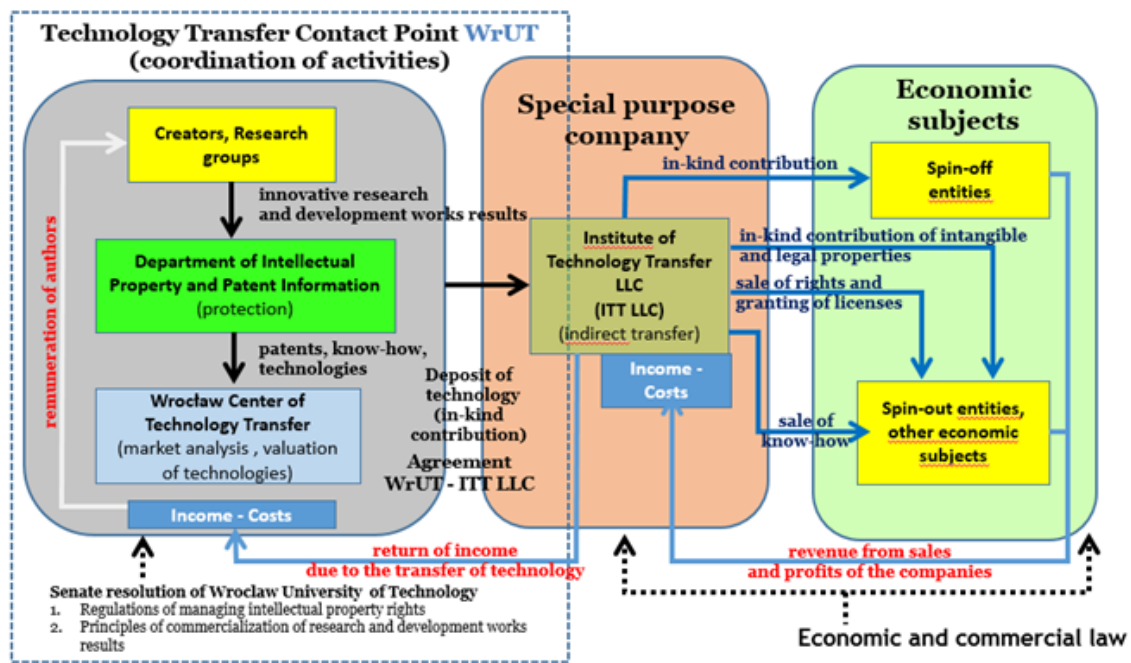 Technology Transfer Contact Point WrUT
(coordination of activities)
Creators, Research
groups
innovative research
and development works results
Department of Intellectual
Property and Patent Information
(protection)
patents, know-how,
technologies
Wrocław Center of
Technology Transfer
(market analysis , valuation
of technologies)
Income - Costs
remuneration of authors
Deposit of
technology
(in-kind
contribution)
Agreement
WrUT - ITT LLC
Special purpose
company
Institute of
Technology Transfer
LLC
(ITT LLC)
(indirect transfer)
Income -
Costs
in-kind contribution
in-kind contribution of intangible
and legal properties
sale of rights and
granting of licenses
sale of
know-how
Economic
subjects
Spin-off
entities
Spin-out entities,
other economic
subjects
return of income
due to the transfer of technology
revenue from sales
and profits of the companies
Senate resolution of Wroclaw University of Technology
1. Regulations of managing intellectual property rights
2. Principles of commercialization of research and development works
results
Economic and commercial law